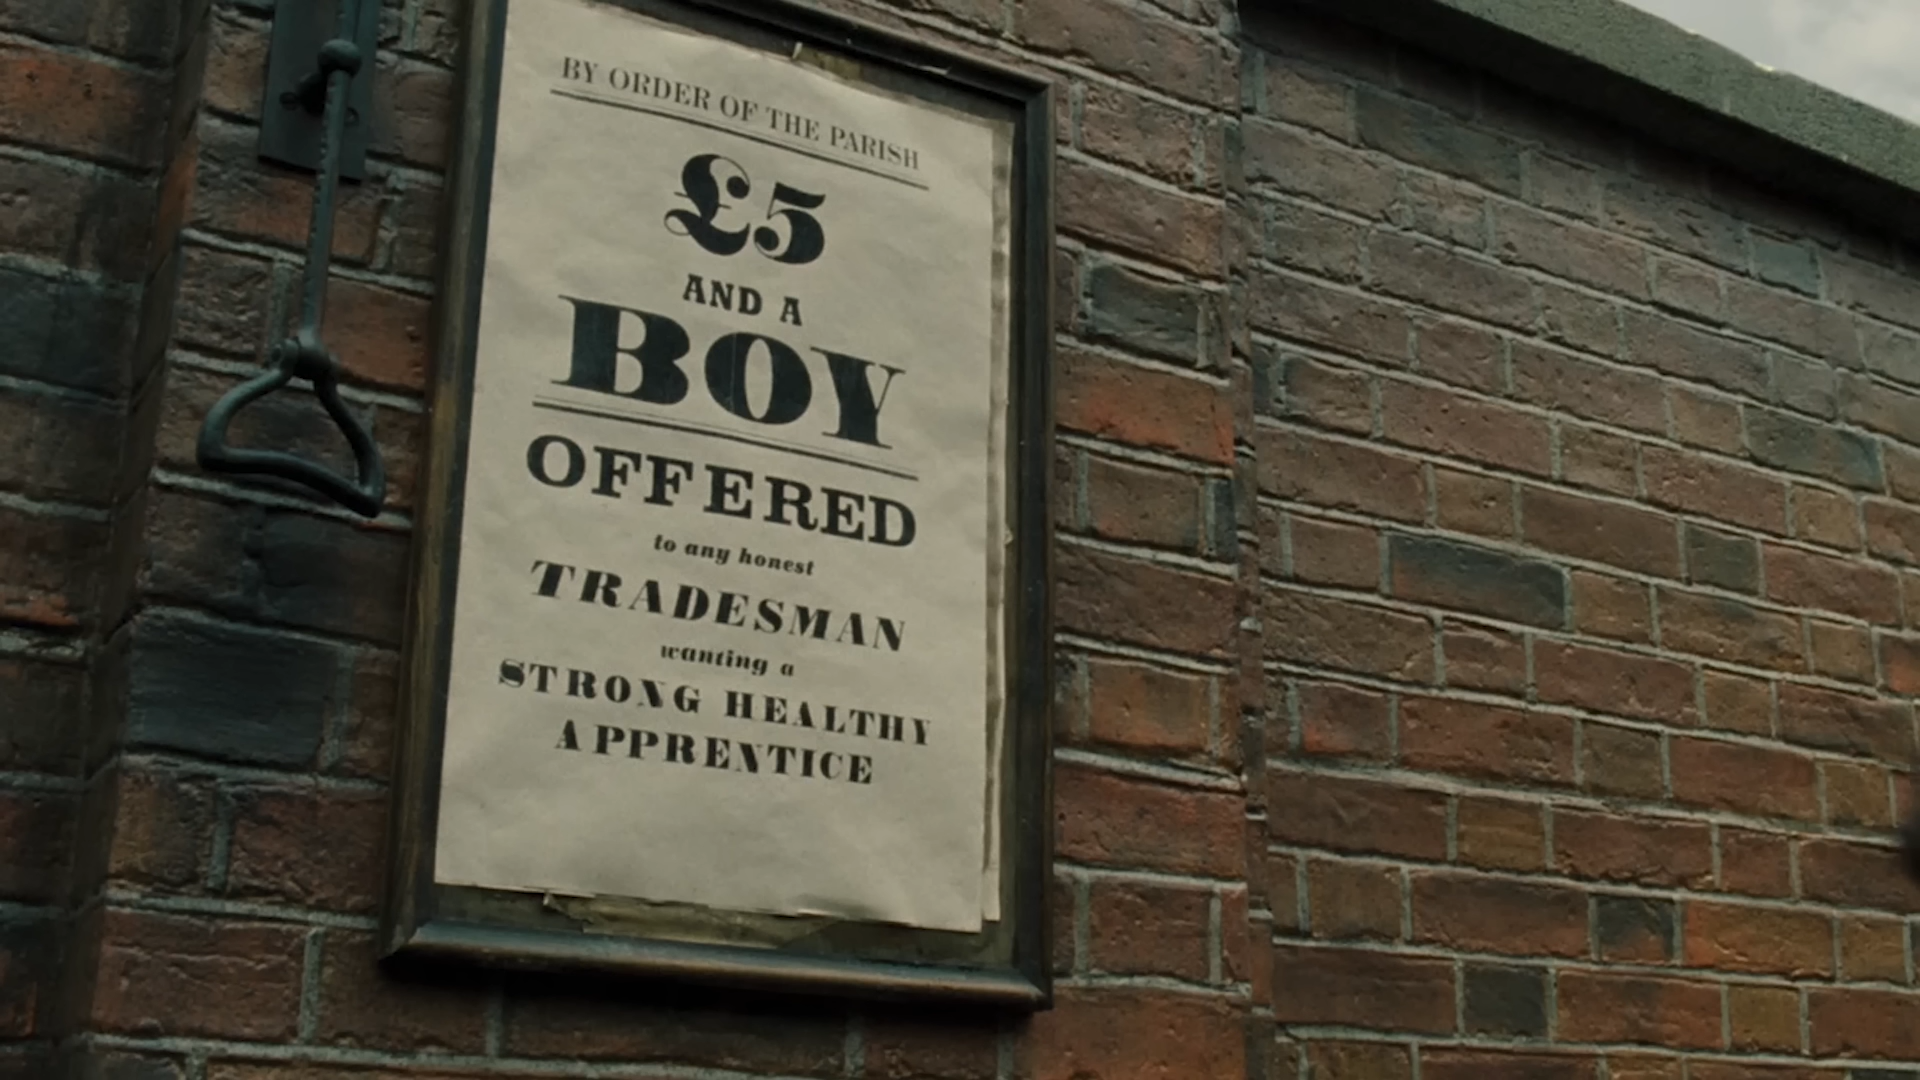 BY ORDER OF THE PARISH
£5
AND A
BOY
OFFERED
to any honest
TRADESMAN
wanting a
STRONG HEALTHY
APPRENTICE